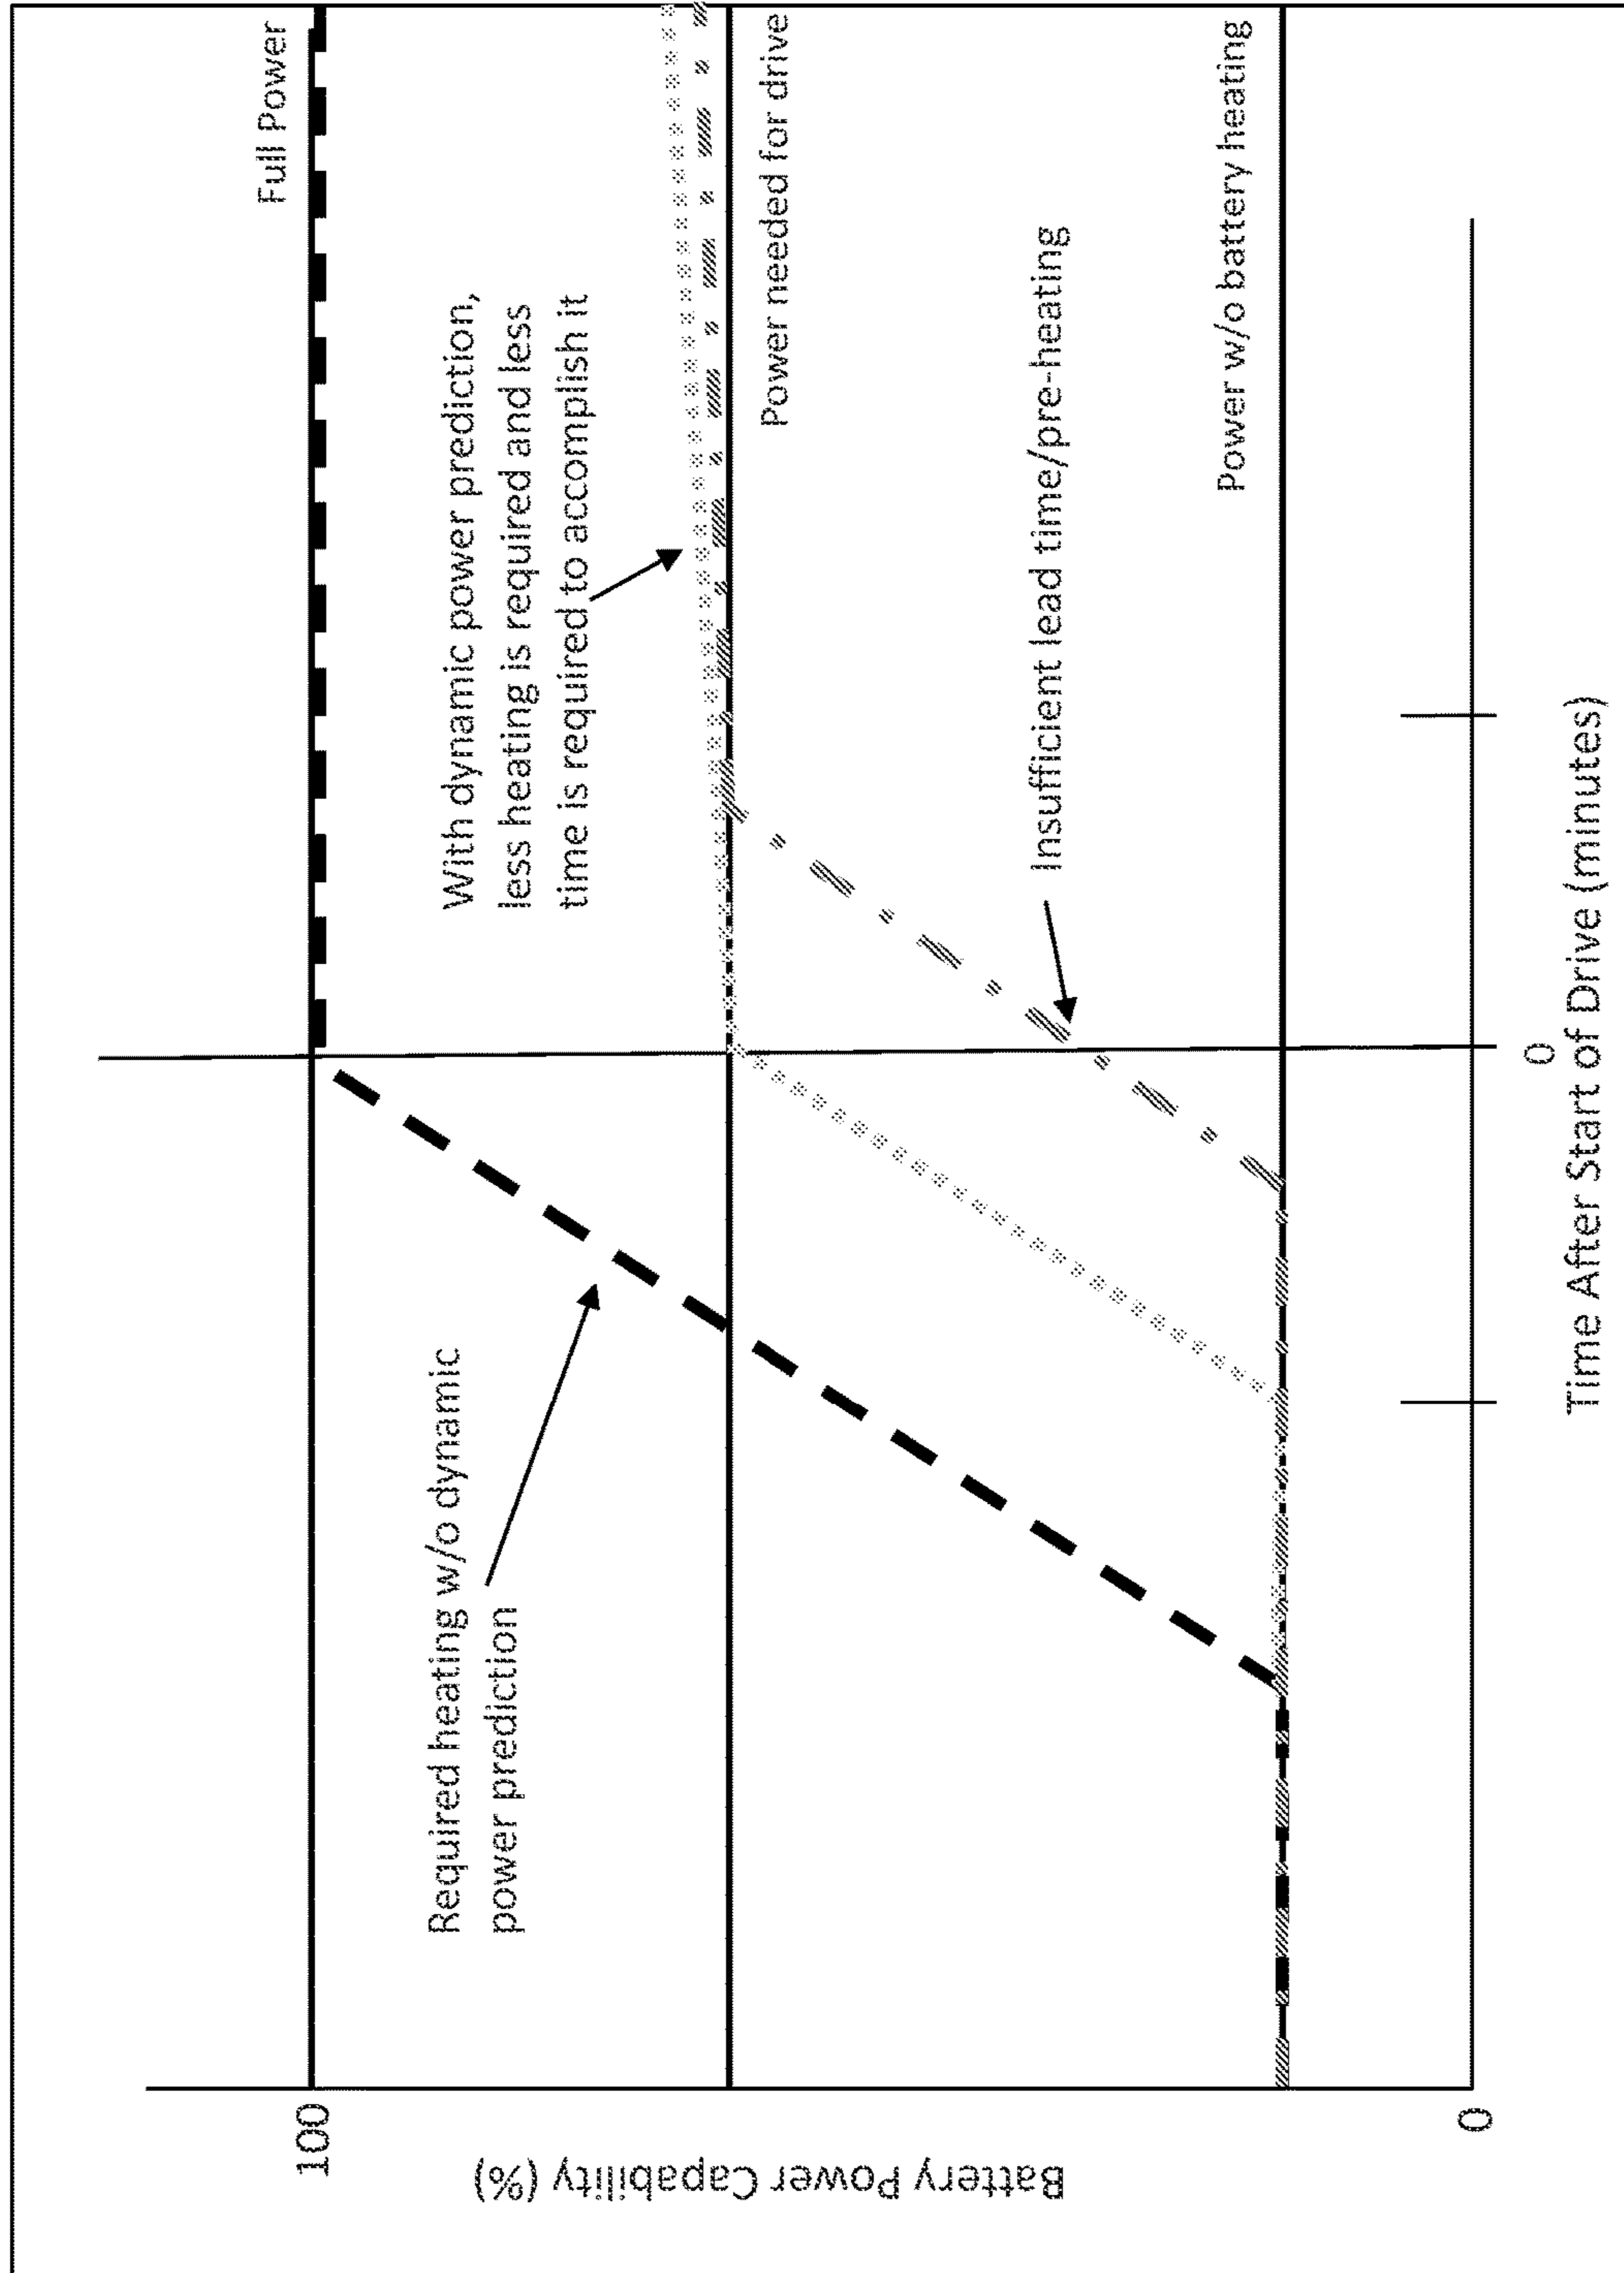 Full Power
With dynamic power prediction,
less heating is required and less
time is required to accomplish it
Required heating w/o dynamic
power prediction
Power needed for drive
Insufficient lead time/pre-heating
Power w/o battery heating
100
0
Battery Power Capability (%)
0
Time After Start of Drive (minutes)